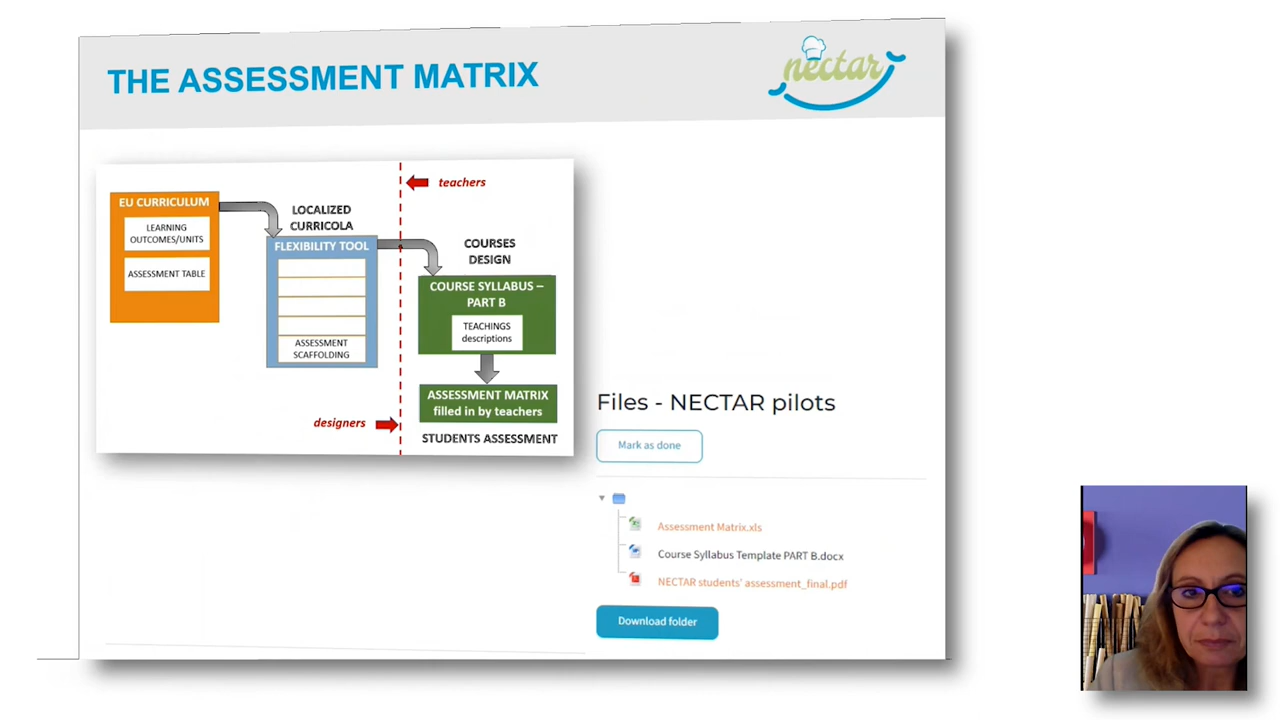 THE ASSESSMENT MATRIX
nectar
teachers
EU CURRICULUM
LEARNING
OUTCOMES/UNITS
ASSESSMENT TABLE
LOCALIZED
CURRICOLA
FLEXIBILITY TOOL
ASSESSMENT
SCAFFOLDING
COURSES
DESIGN
COURSE SYLLABUS –
PART B
TEACHINGS
descriptions
ASSESSMENT MATRIX
filled in by teachers
designers
STUDENTS ASSESSMENT
Files - NECTAR pilots
Mark as done
Assessment Matrix.xls
Course Syllabus Template PART B.docx
NECTAR students' assessment_final.pdf
Download folder